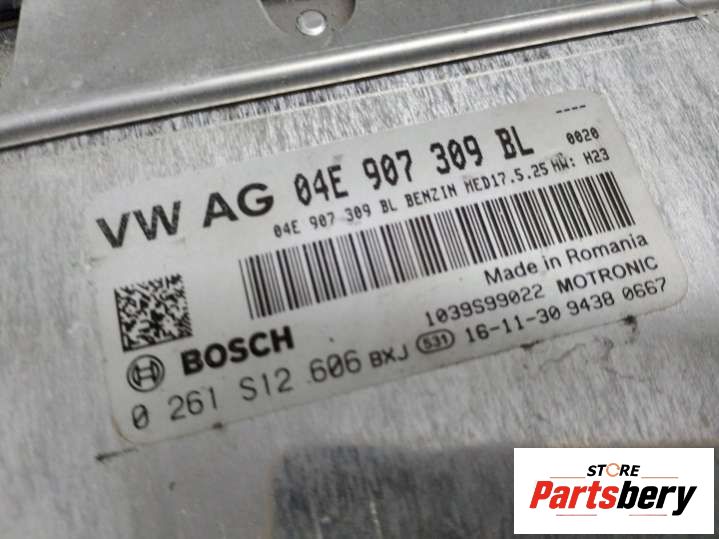 ----
VW AG 04E 907 309 BL 0020
04E 907 309 BL BENZIN MED17.5.25 HW: H23
Made in Romania
1039S99022 MOTRONIC
BOSCH
0 261 S12 606 BXJ 531 16-11-30 9438 0667
STORE
Partsbery